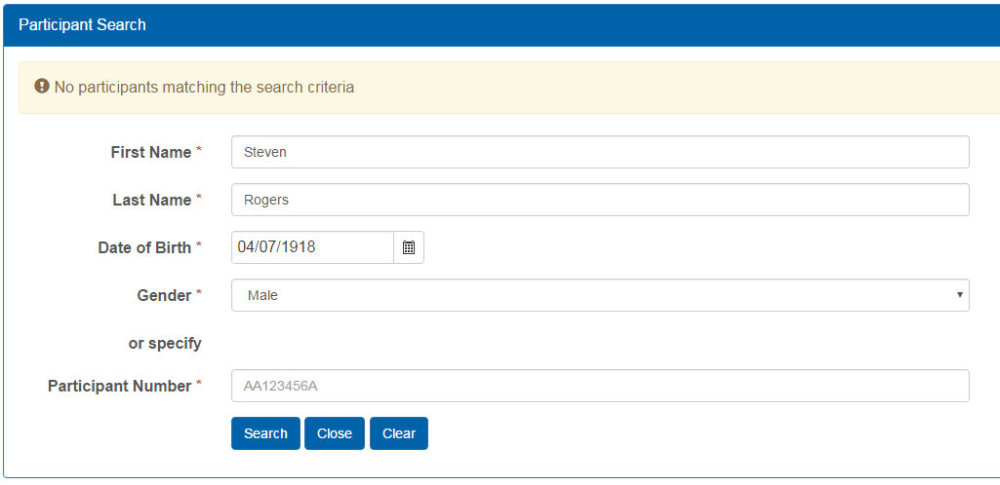 Participant Search
No participants matching the search criteria
First Name * Steven
Last Name * Rogers
Date of Birth * 04/07/1918
Gender * Male
or specify
Participant Number * AA123456A
Search Close Clear